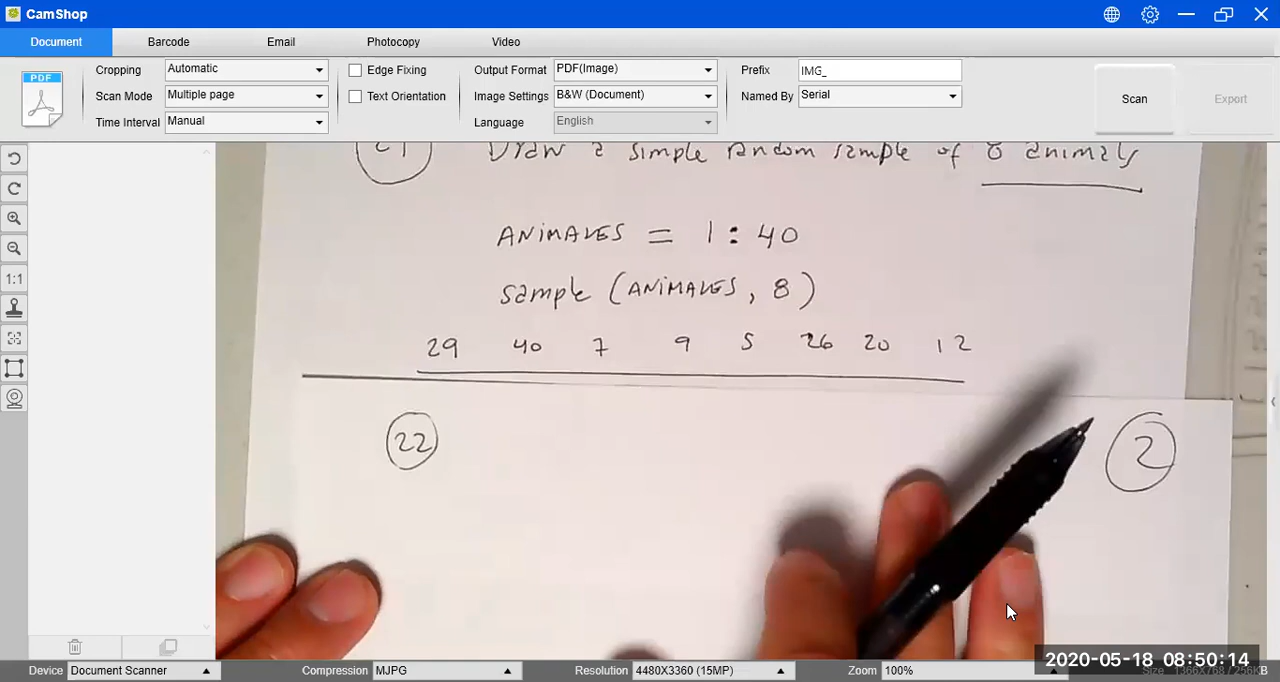 CamShop
Document Barcode Email Photocopy Video
PDF
Cropping Automatic
Scan Mode Multiple page
Time Interval Manual
Edge Fixing
Text Orientation
Output Format PDF(Image)
Image Settings B&W (Document)
Language English
Prefix IMG_
Named By Serial
Scan
Export
1:1
21 Draw a simple random sample of 8 animals
ANIMALES = 1:40
sample (ANIMALES, 8)
29 40 7 9 5 26 20 12
22
2
2020-05-18 08:50:14
Device Document Scanner Compression MJPG Resolution 4480X3360 (15MP) Zoom 100% Size 1366X768 / 256KB